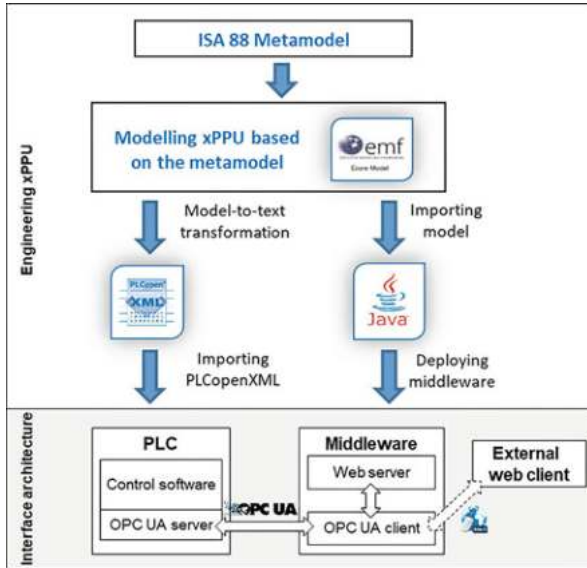 ISA 88 Metamodel
Modelling xPPU based
on the metamodel
emf
Ecore Model
Engineering xPPU
Model-to-text
transformation
Importing
model
PLCopen
XML
Java
Importing
PLCopenXML
Deploying
middleware
Interface architecture
PLC
Control software
OPC UA server
OPC UA
Middleware
Web server
OPC UA client
External
web client